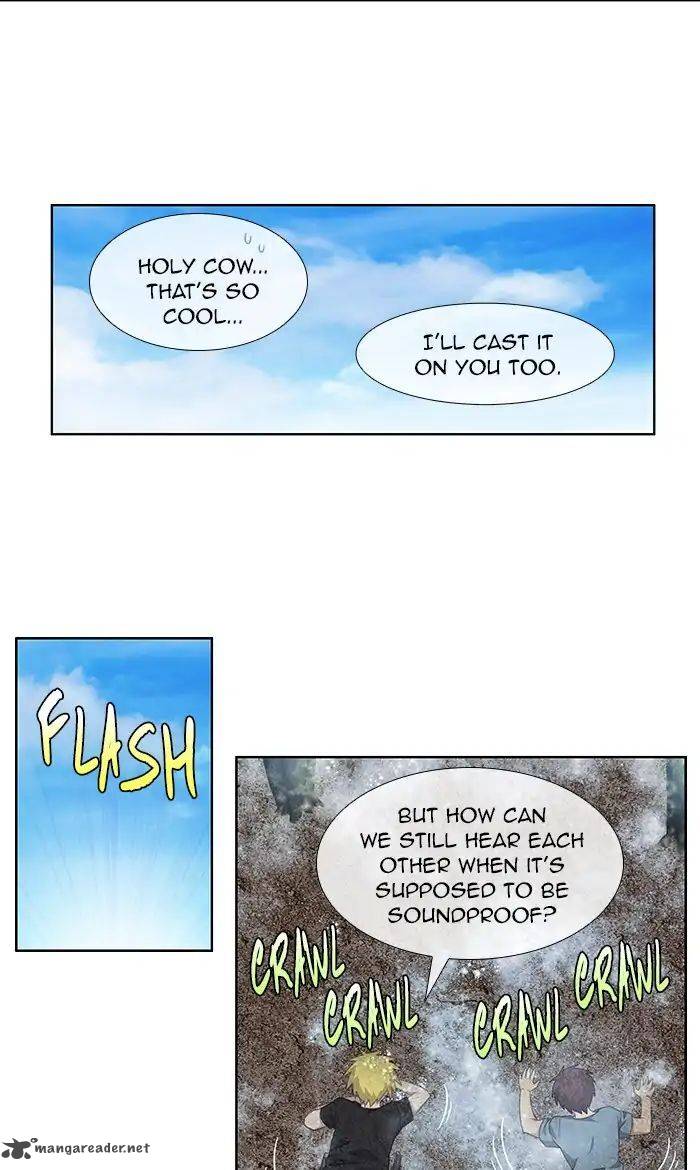 HOLY COW...
THAT'S SO
COOL...
I'LL CAST IT
ON YOU TOO.
FLASH
BUT HOW CAN
WE STILL HEAR EACH
OTHER WHEN IT'S
SUPPOSED TO BE
SOUNDPROOF?
CRAWL
CRAWL
CRAWL
CRAWL
mangareader.net